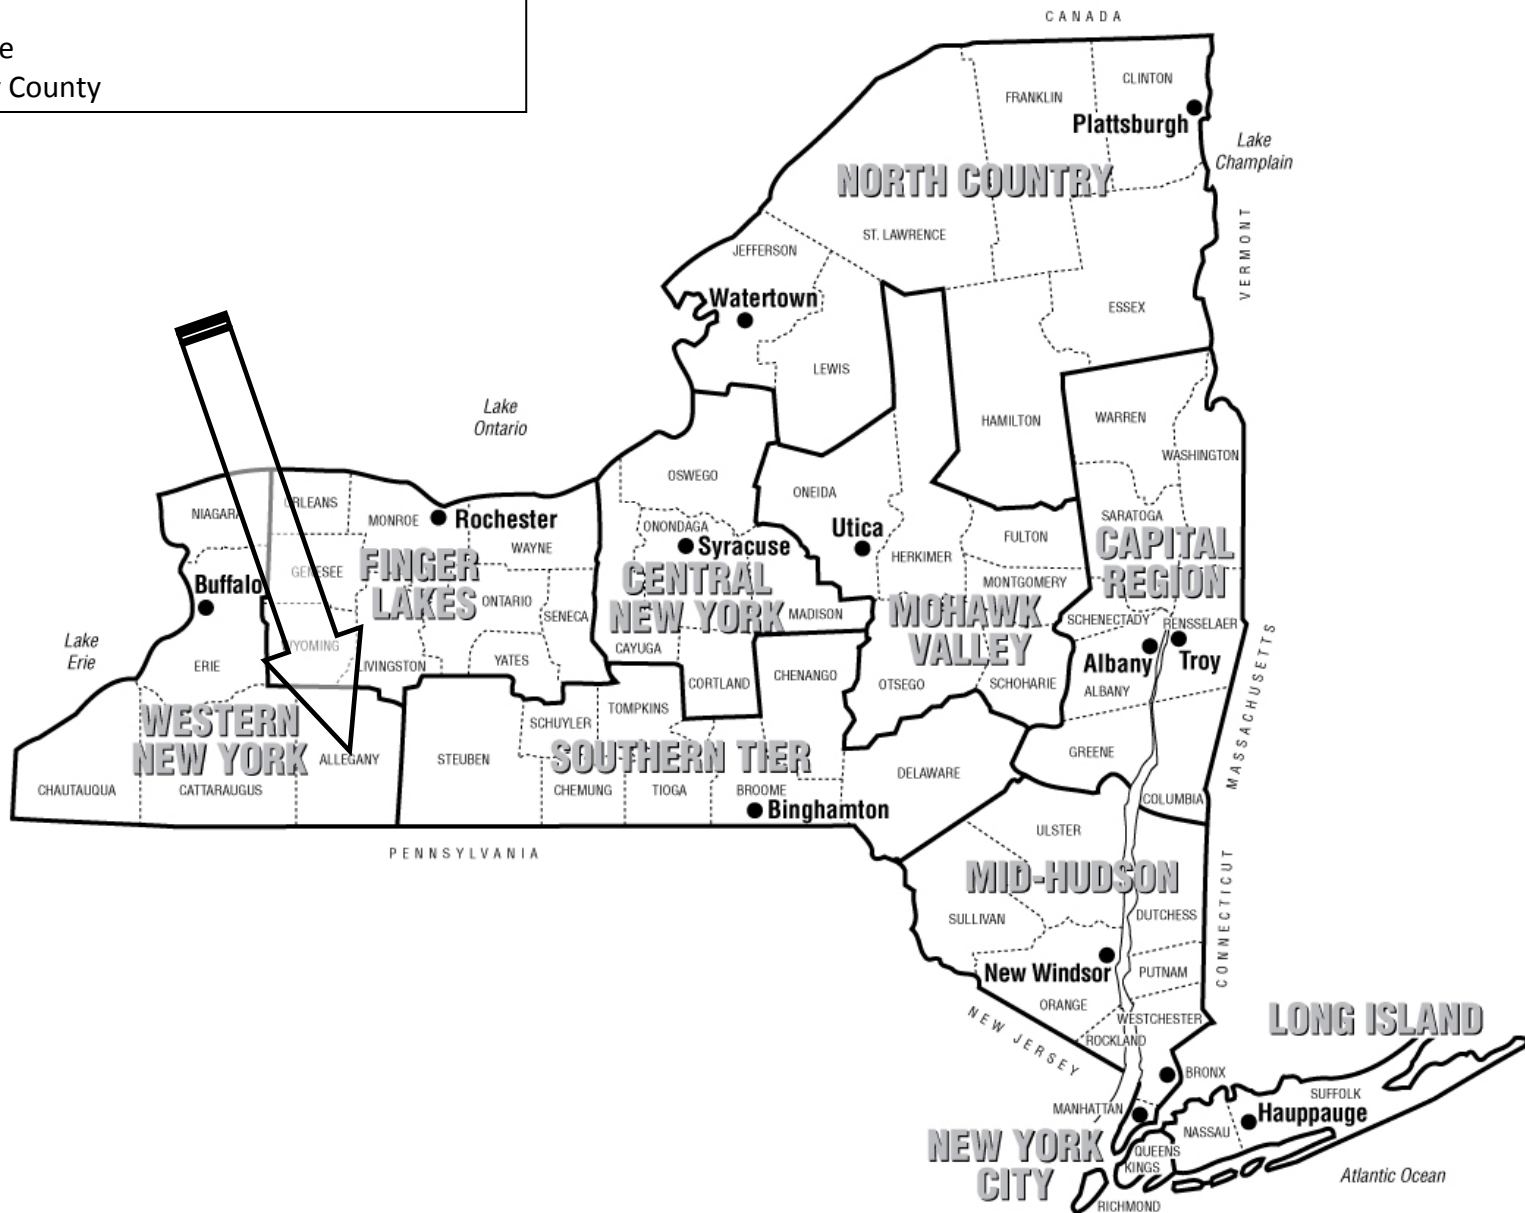 e
County
CANADA
CLINTON
FRANKLIN
Plattsburgh
Lake
Champlain
NORTH COUNTRY
VERMONT
ST. LAWRENCE
JEFFERSON
Watertown
ESSEX
LEWIS
Lake
Ontario
HAMILTON
WARREN
WASHINGTON
OSWEGO
ONEIDA
NIAGARA
ORLEANS
MONROE
Rochester
ONONDAGA
Syracuse
Utica
SARATOGA
FULTON
WAYNE
HERKIMER
CAPITAL
REGION
GENESEE
FINGER
LAKES
CENTRAL
NEW YORK
MONTGOMERY
Buffalo
ONTARIO
SENECA
MADISON
MOHAWK
VALLEY
SCHENECTADY
RENSSELAER
Lake
Erie
WYOMING
CAYUGA
Albany
Troy
ERIE
LIVINGSTON
YATES
CORTLAND
CHENANGO
OTSEGO
SCHOHARIE
ALBANY
MASSACHUSETTS
WESTERN
NEW YORK
TOMPKINS
SCHUYLER
SOUTHERN TIER
ALLEGANY
STEUBEN
GREENE
DELAWARE
CHAUTAUQUA
CATTARAUGUS
CHEMUNG
TIOGA
BROOME
Binghamton
COLUMBIA
PENNSYLVANIA
ULSTER
MID-HUDSON
SULLIVAN
DUTCHESS
CONNECTICUT
New Windsor
PUTNAM
ORANGE
NEW JERSEY
WESTCHESTER
ROCKLAND
LONG ISLAND
BRONX
SUFFOLK
MANHATTAN
Hauppauge
NASSAU
NEW YORK
CITY
QUEENS
KINGS
Atlantic Ocean
RICHMOND